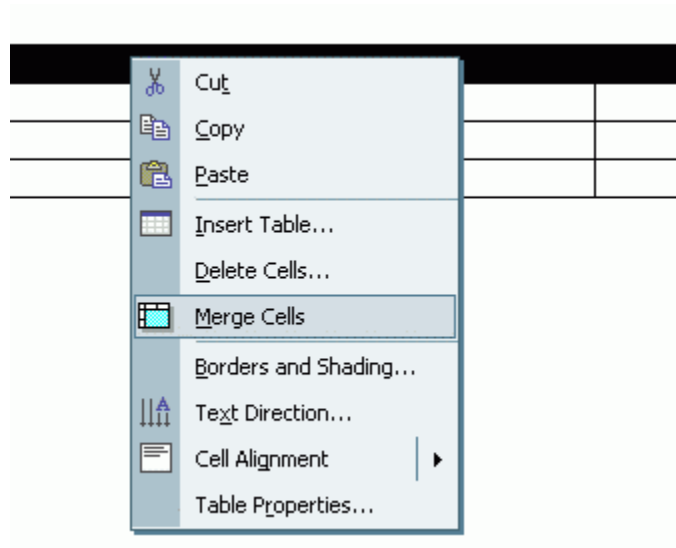 Cut
Copy
Paste
Insert Table...
Delete Cells...
Merge Cells
Borders and Shading...
Text Direction...
Cell Alignment
Table Properties...